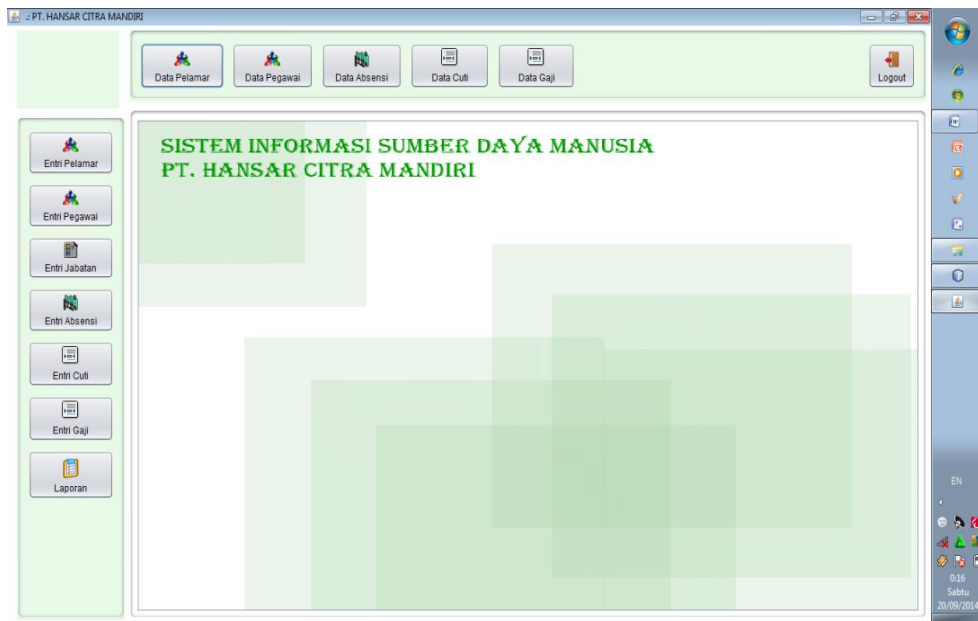 .: PT. HANSAR CITRA MANDIRI
Data Pelamar
Data Pegawai
Data Absensi
Data Cuti
Data Gaji
Logout
SISTEM INFORMASI SUMBER DAYA MANUSIA
PT. HANSAR CITRA MANDIRI
Entri Pelamar
Entri Pegawai
Entri Jabatan
Entri Absensi
Entri Cuti
Entri Gaji
Laporan
EN
0:16
Sabtu
20/09/2014